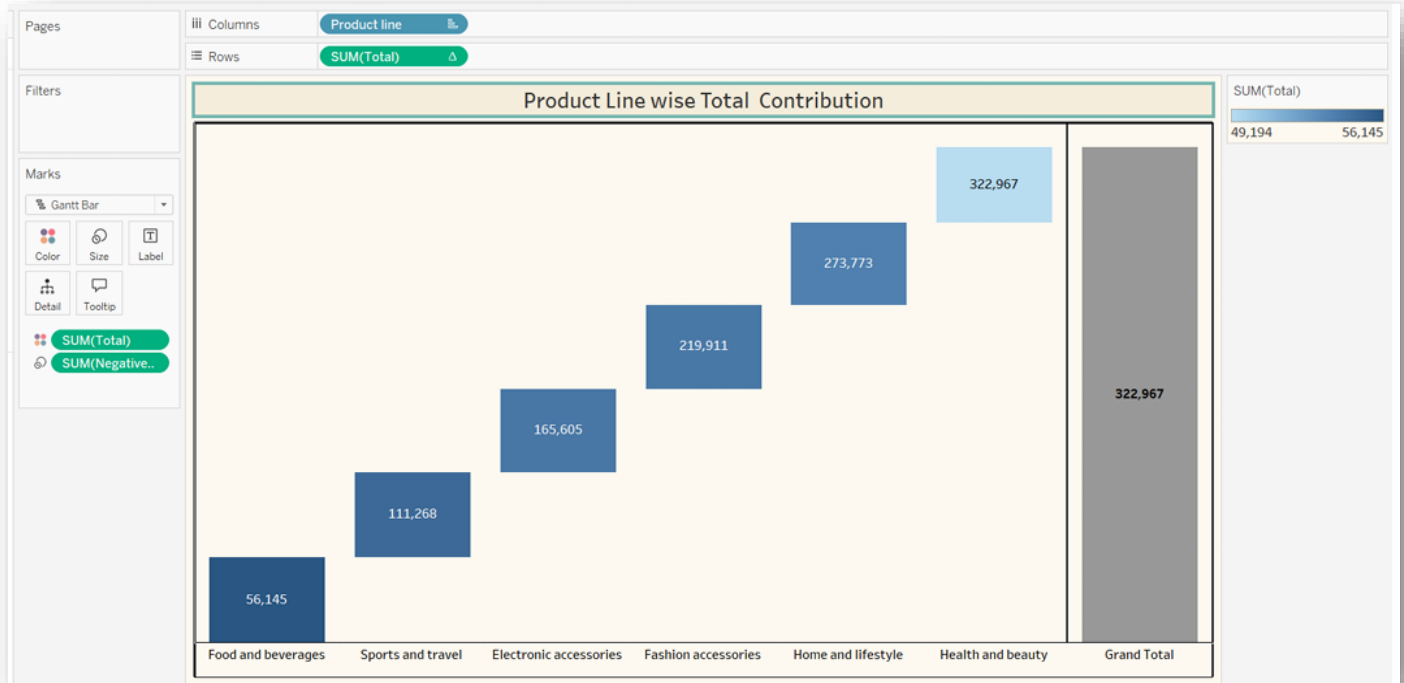 Pages
Columns
Product line
Rows
SUM(Total) Δ
Filters
Marks
Gantt Bar
Color Size Label
Detail Tooltip
SUM(Total)
SUM(Negative..
Product Line wise Total Contribution
322,967
273,773
219,911
165,605
111,268
56,145
322,967
Food and beverages Sports and travel Electronic accessories Fashion accessories Home and lifestyle Health and beauty Grand Total
SUM(Total)
49,194 56,145